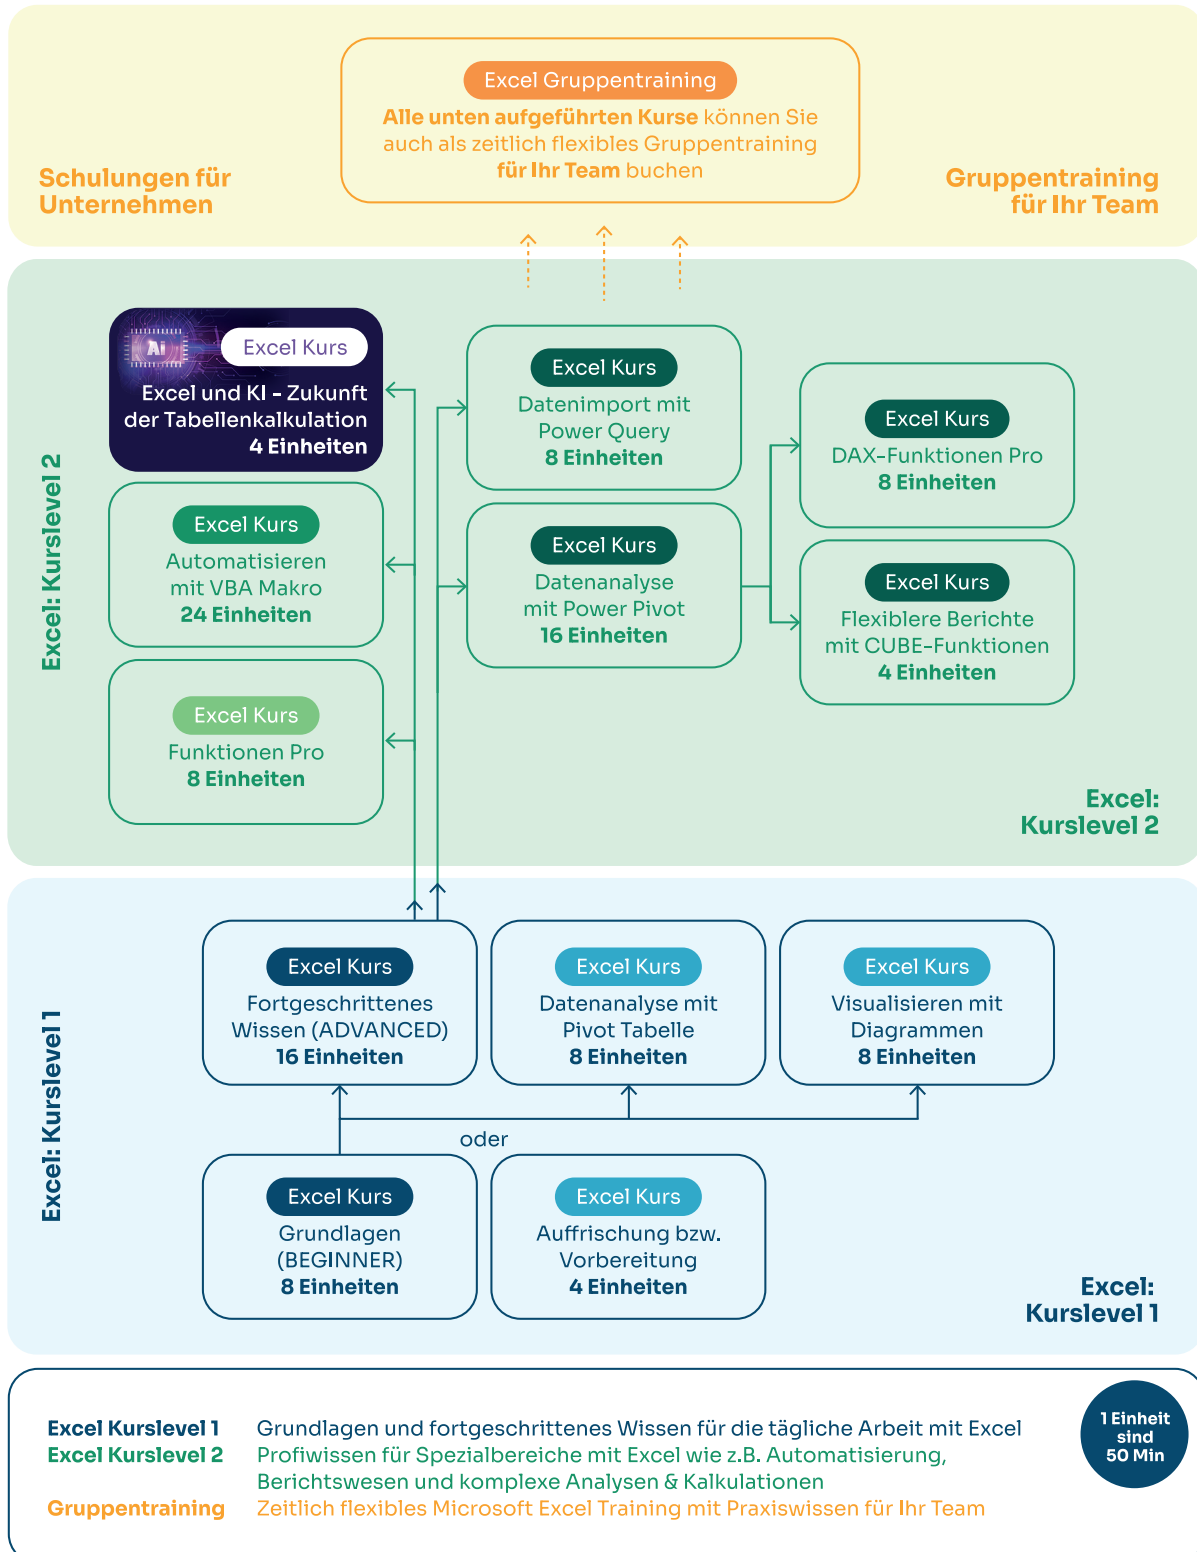 Excel Gruppentraining
Alle unten aufgeführten Kurse können Sie
auch als zeitlich flexibles Gruppentraining
für Ihr Team buchen
Schulungen für
Unternehmen
Gruppentraining
für Ihr Team
Excel: Kurslevel 2
Ai
Excel Kurs
Excel und KI - Zukunft
der Tabellenkalkulation
4 Einheiten
Excel Kurs
Automatisieren
mit VBA Makro
24 Einheiten
Excel Kurs
Funktionen Pro
8 Einheiten
Excel Kurs
Datenimport mit
Power Query
8 Einheiten
Excel Kurs
Datenanalyse
mit Power Pivot
16 Einheiten
Excel Kurs
DAX-Funktionen Pro
8 Einheiten
Excel Kurs
Flexiblere Berichte
mit CUBE-Funktionen
4 Einheiten
Excel:
Kurslevel 2
Excel: Kurslevel 1
Excel Kurs
Fortgeschrittenes
Wissen (ADVANCED)
16 Einheiten
Excel Kurs
Datenanalyse mit
Pivot Tabelle
8 Einheiten
Excel Kurs
Visualisieren mit
Diagrammen
8 Einheiten
oder
Excel Kurs
Grundlagen
(BEGINNER)
8 Einheiten
Excel Kurs
Auffrischung bzw.
Vorbereitung
4 Einheiten
Excel:
Kurslevel 1
Excel Kurslevel 1 Grundlagen und fortgeschrittenes Wissen für die tägliche Arbeit mit Excel
Excel Kurslevel 2 Profiwissen für Spezialbereiche mit Excel wie z.B. Automatisierung,
Berichtswesen und komplexe Analysen & Kalkulationen
Gruppentraining Zeitlich flexibles Microsoft Excel Training mit Praxiswissen für Ihr Team
1 Einheit
sind
50 Min